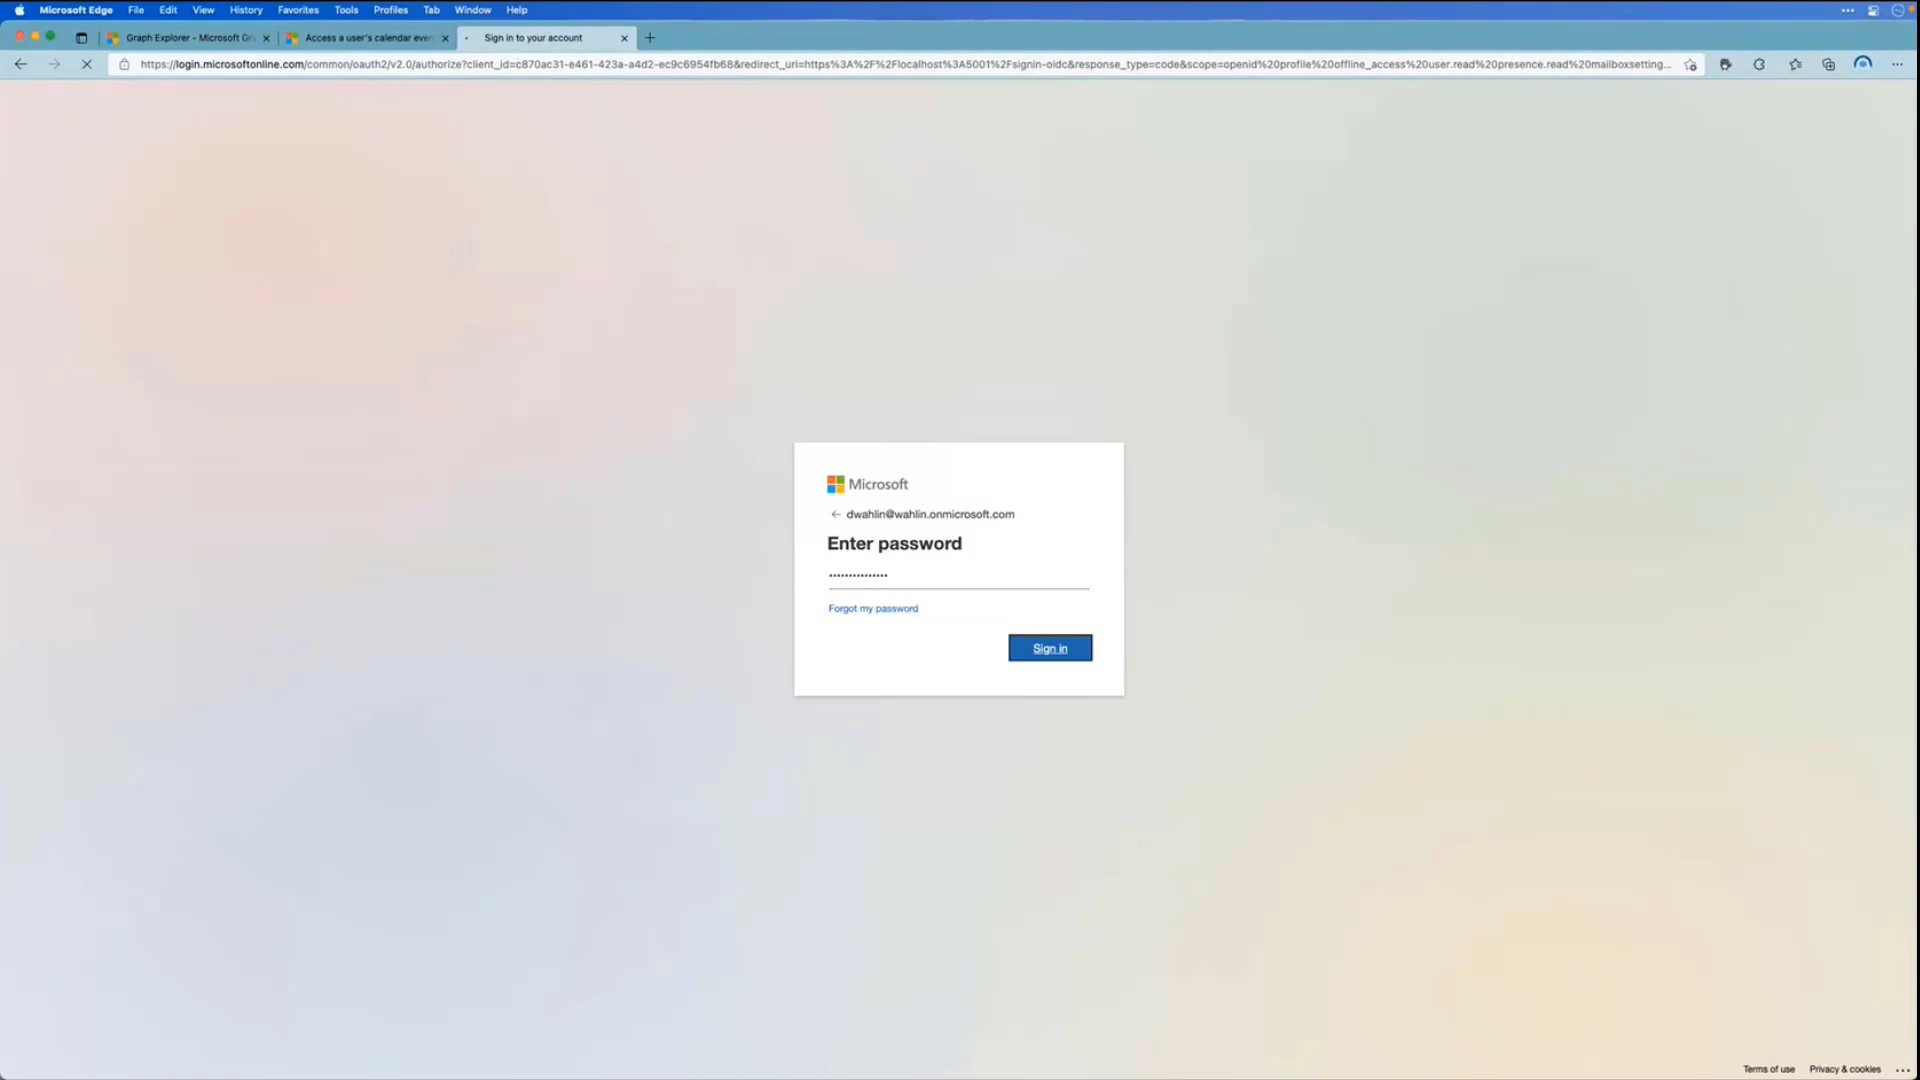 Microsoft Edge File Edit View History Favorites Tools Profiles Tab Window Help
Graph Explorer - Microsoft Gr Access a user's calendar even Sign in to your account
https://login.microsoftonline.com/common/oauth2/v2.0/authorize?client_id=c870ac31-e461-423a-a4d2-ec9c6954fb68&redirect_uri=https%3A%2F%2Flocalhost%3A5001%2Fsignin-oidc&response_type=code&scope=openid%20profile%20offline_access%20user.read%20presence.read%20mailboxsetting...
Microsoft
dwahlin@wahlin.onmicrosoft.com
Enter password
Forgot my password
Sign in
Terms of use Privacy & cookies